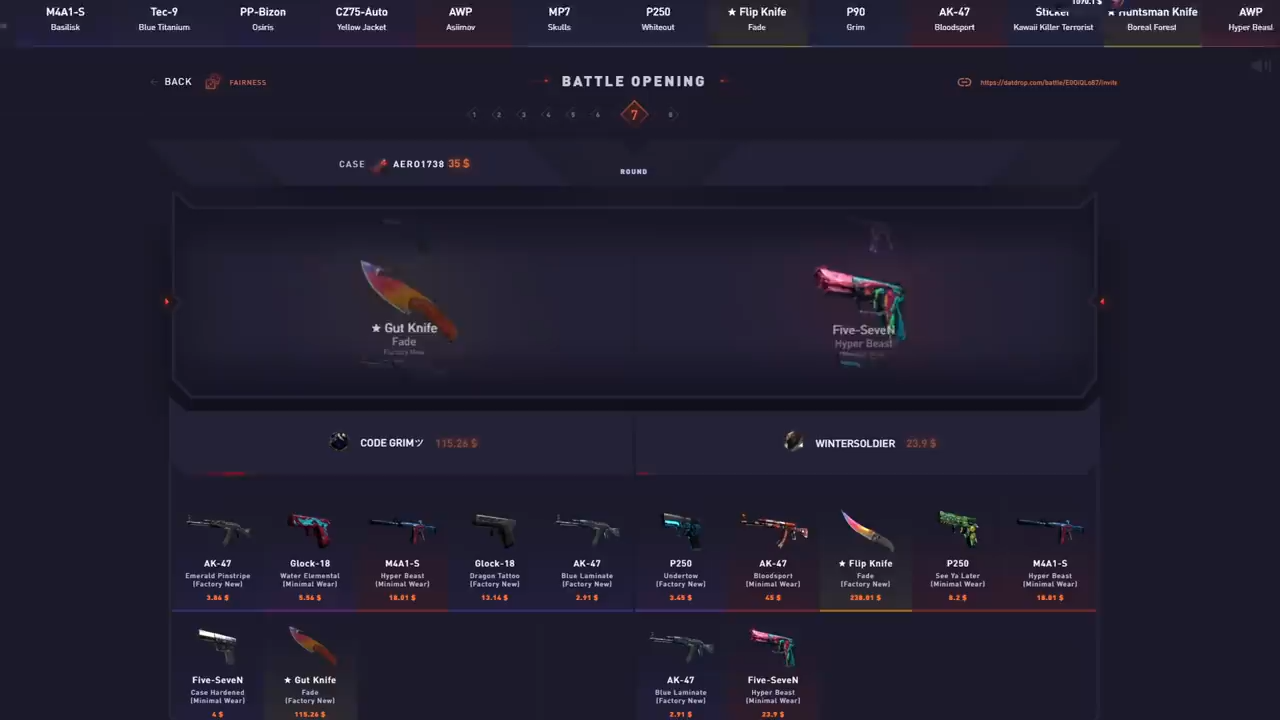 M4A1-S
Basilisk
Tec-9
Blue Titanium
PP-Bizon
Osiris
CZ75-Auto
Yellow Jacket
AWP
Asiimov
MP7
Skulls
P250
Whiteout
★ Flip Knife
Fade
P90
Grim
AK-47
Bloodsport
Sticker
Kawaii Killer Terrorist
★ Huntsman Knife
Boreal Forest
AWP
Hyper Beast
← BACK
FAIRNESS
BATTLE OPENING
1 2 3 4 5 6 7 8
CASE AERO1738 35 $
ROUND
★ Gut Knife
Fade
Factory New
Five-SeveN
Hyper Beast
CODE GRIMツ 115.26 $
WINTERSOLDIER 23.9 $
AK-47
Emerald Pinstripe
(Factory New)
3.86 $
Glock-18
Water Elemental
(Minimal Wear)
5.56 $
M4A1-S
Hyper Beast
(Minimal Wear)
18.01 $
Glock-18
Dragon Tattoo
(Factory New)
13.14 $
AK-47
Blue Laminate
(Factory New)
2.91 $
P250
Undertow
(Factory New)
3.45 $
AK-47
Bloodsport
(Minimal Wear)
45 $
★ Flip Knife
Fade
(Factory New)
238.01 $
P250
See Ya Later
(Minimal Wear)
8.2 $
M4A1-S
Hyper Beast
(Minimal Wear)
18.01 $
Five-SeveN
Case Hardened
(Minimal Wear)
4 $
★ Gut Knife
Fade
(Factory New)
115.26 $
AK-47
Blue Laminate
(Factory New)
2.91 $
Five-SeveN
Hyper Beast
(Minimal Wear)
23.9 $